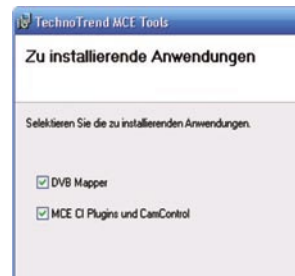 TechnoTrend MCE Tools
Zu installierende Anwendungen
Selektieren Sie die zu installierenden Anwendungen.
DVB Mapper
MCE CI Plugins und CamControl